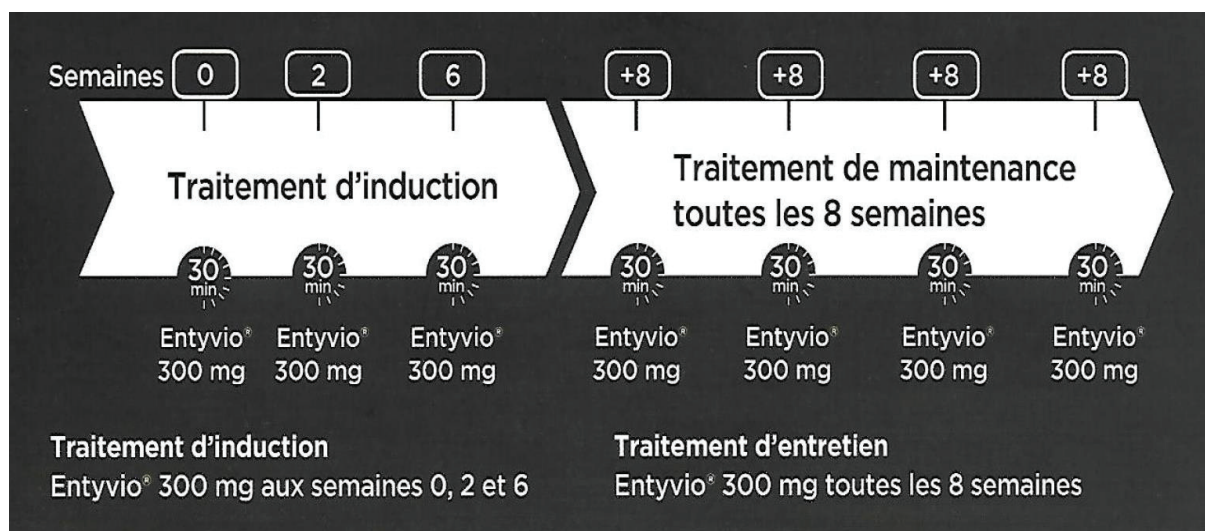 Semaines 0 2 6 +8 +8 +8 +8
Traitement d'induction
Traitement de maintenance
toutes les 8 semaines
30 30 30 30 30 30 30
min min min min min min min
Entyvio® Entyvio® Entyvio® Entyvio® Entyvio® Entyvio® Entyvio®
300 mg 300 mg 300 mg 300 mg 300 mg 300 mg 300 mg
Traitement d'induction
Entyvio® 300 mg aux semaines 0, 2 et 6
Traitement d'entretien
Entyvio® 300 mg toutes les 8 semaines